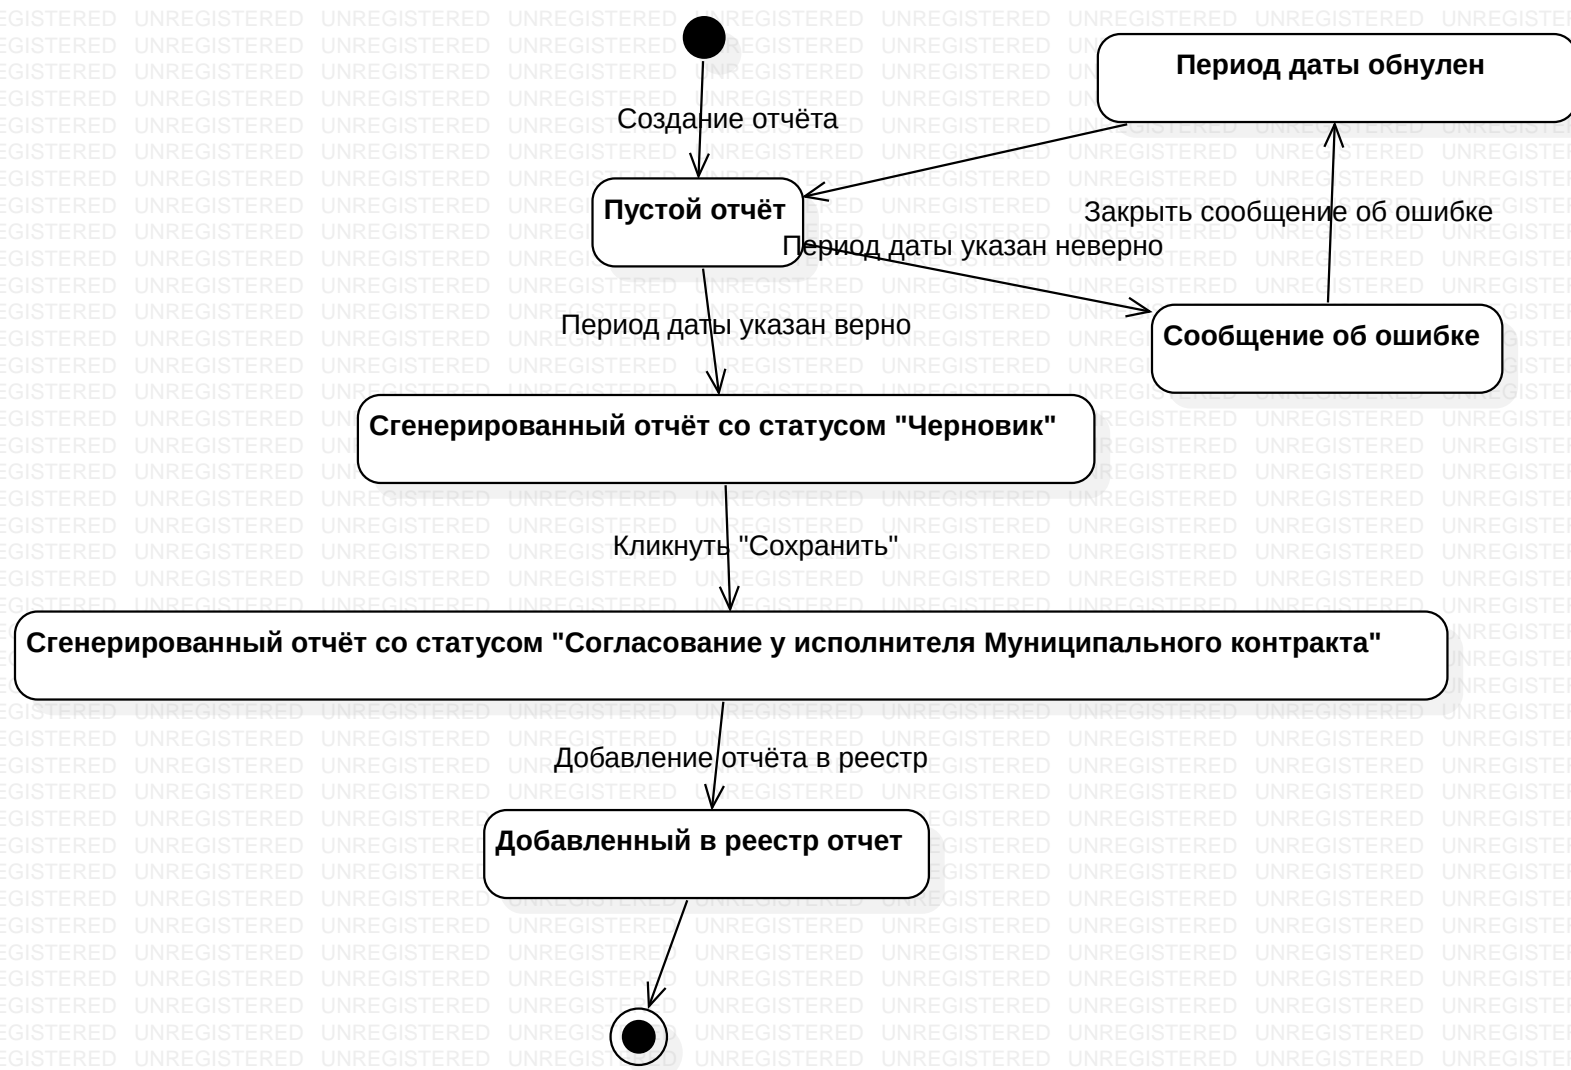 Период даты обнулен
Создание отчёта
Пустой отчёт
Закрыть сообщение об ошибке
Период даты указан неверно
Период даты указан верно
Сообщение об ошибке
Сгенерированный отчёт со статусом "Черновик"
Кликнуть "Сохранить"
Сгенерированный отчёт со статусом "Согласование у исполнителя Муниципального контракта"
Добавление отчёта в реестр
Добавленный в реестр отчет
UNREGISTERED